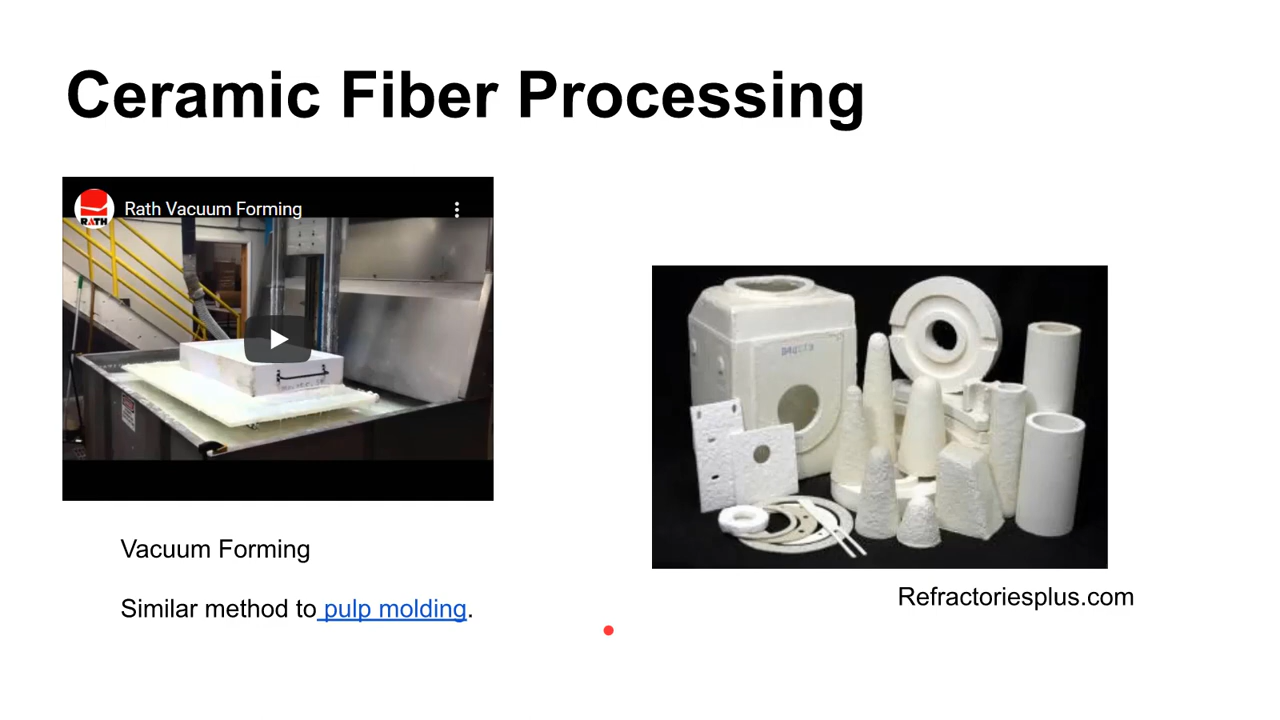 Ceramic Fiber Processing
RATH
Rath Vacuum Forming
Vacuum Forming
Similar method to pulp molding.
Refractoriesplus.com